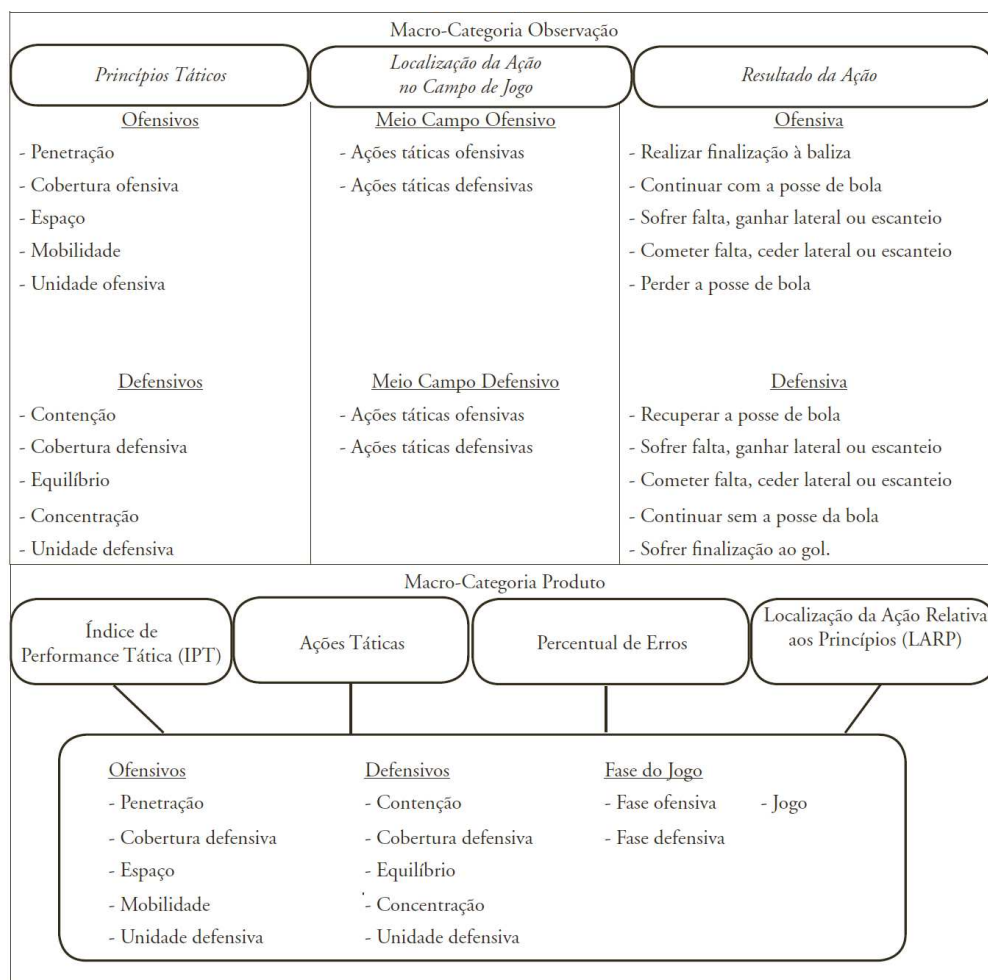 Macro-Categoria Observação
Princípios Táticos
Localização da Ação
no Campo de Jogo
Resultado da Ação
Ofensivos
- Penetração
- Cobertura ofensiva
- Espaço
- Mobilidade
- Unidade ofensiva
Meio Campo Ofensivo
- Ações táticas ofensivas
- Ações táticas defensivas
Ofensiva
- Realizar finalização à baliza
- Continuar com a posse de bola
- Sofrer falta, ganhar lateral ou escanteio
- Cometer falta, ceder lateral ou escanteio
- Perder a posse de bola
Defensivos
- Contenção
- Cobertura defensiva
- Equilíbrio
- Concentração
- Unidade defensiva
Meio Campo Defensivo
- Ações táticas ofensivas
- Ações táticas defensivas
Defensiva
- Recuperar a posse de bola
- Sofrer falta, ganhar lateral ou escanteio
- Cometer falta, ceder lateral ou escanteio
- Continuar sem a posse da bola
- Sofrer finalização ao gol.
Macro-Categoria Produto
Índice de
Performance Tática (IPT)
Ações Táticas
Percentual de Erros
Localização da Ação Relativa
aos Princípios (LARP)
Ofensivos
- Penetração
- Cobertura defensiva
- Espaço
- Mobilidade
- Unidade defensiva
Defensivos
- Contenção
- Cobertura defensiva
- Equilíbrio
- Concentração
- Unidade defensiva
Fase do Jogo
- Fase ofensiva - Jogo
- Fase defensiva